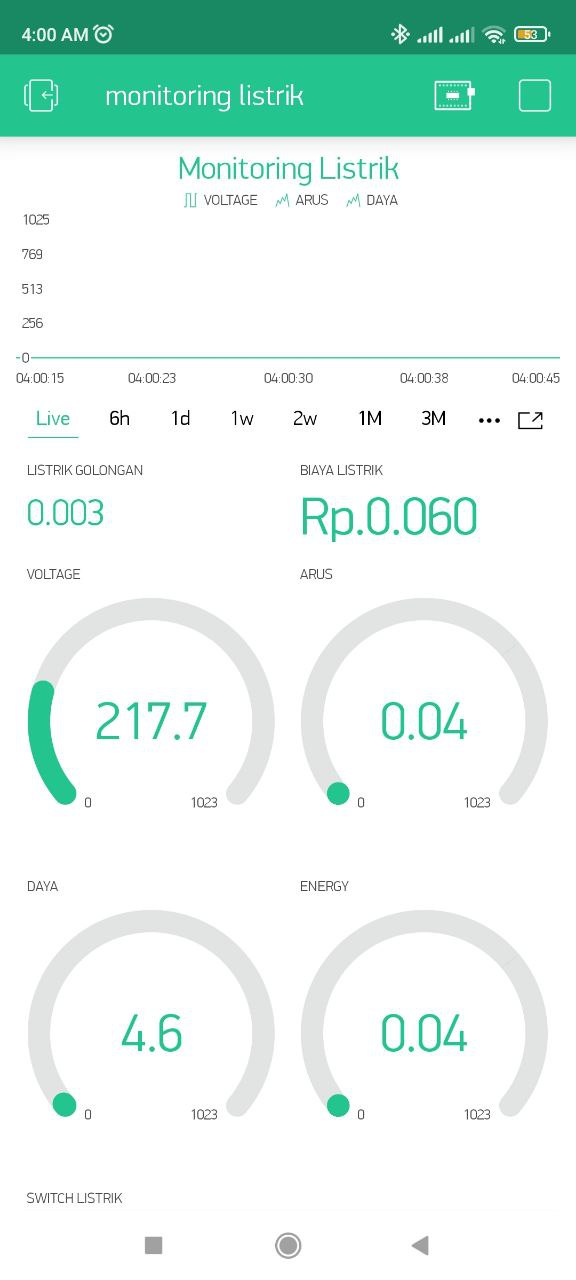 4:00 AM 53
monitoring listrik
Monitoring Listrik
VOLTAGE ARUS DAYA
1025
769
513
256
0
04:00:15 04:00:23 04:00:30 04:00:38 04:00:45
Live 6h 1d 1w 2w 1M 3M
LISTRIK GOLONGAN BIAYA LISTRIK
0.003 Rp.0.060
VOLTAGE ARUS
217.7 0.04
0 1023 0 1023
DAYA ENERGY
4.6 0.04
0 1023 0 1023
SWITCH LISTRIK